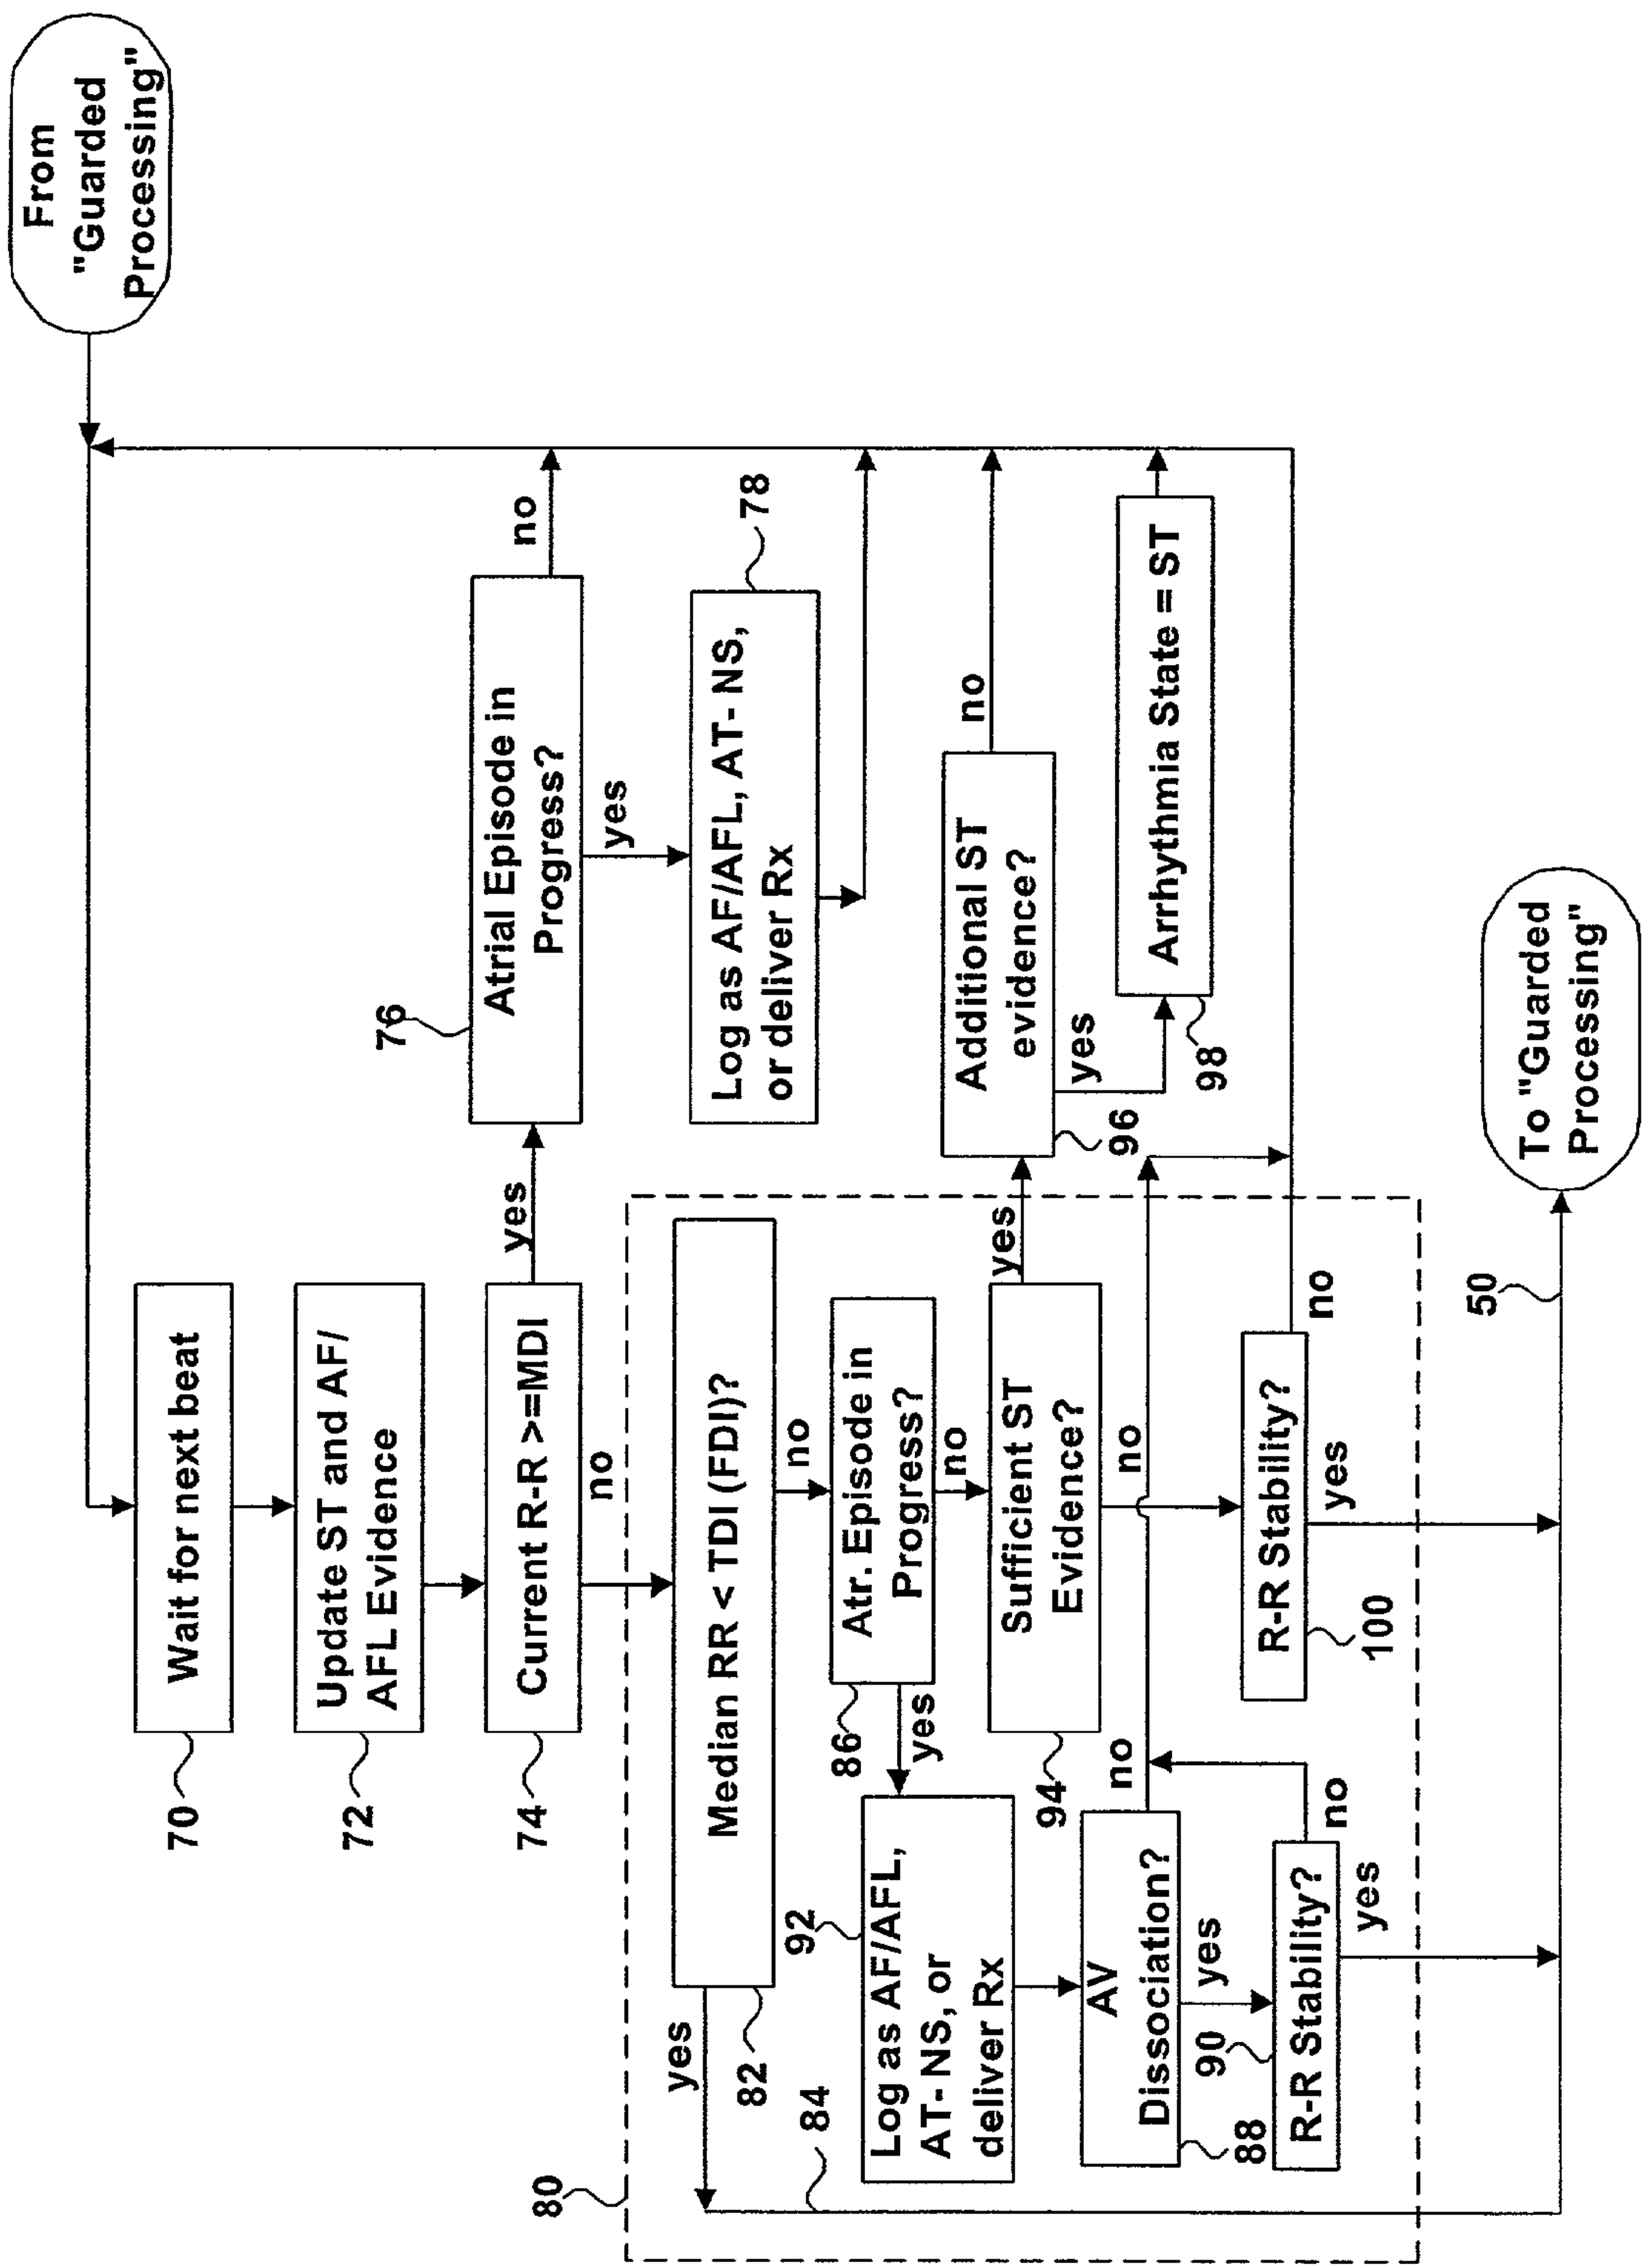 From
"Guarded
Processing"
Wait for next beat
70
Update ST and AF/
AFL Evidence
72
Current R-R >=MDI
74
yes
no
76
Atrial Episode in
Progress?
no
yes
78
Log as AF/AFL, AT-NS,
or deliver Rx
80
Median RR < TDI (FDI)?
82
yes
no
84
Atr. Episode in
Progress?
86
yes
no
92
Log as AF/AFL,
AT-NS, or
deliver Rx
Sufficient ST
Evidence?
94
yes
no
Additional ST
evidence?
96
no
yes
Arrhythmia State = ST
98
AV
Dissociation?
88
no
yes
90
R-R Stability?
no
yes
R-R Stability?
100
no
yes
50
To "Guarded
Processing"